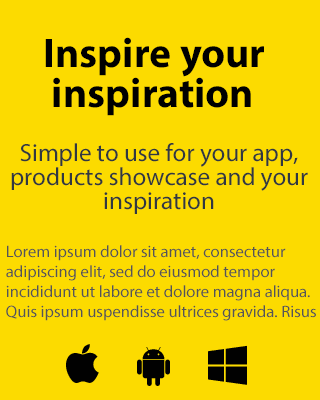 Inspire your
inspiration
Simple to use for your app,
products showcase and your
inspiration
Lorem ipsum dolor sit amet, consectetur
adipiscing elit, sed do eiusmod tempor
incididunt ut labore et dolore magna aliqua.
Quis ipsum uspendisse ultrices gravida. Risus